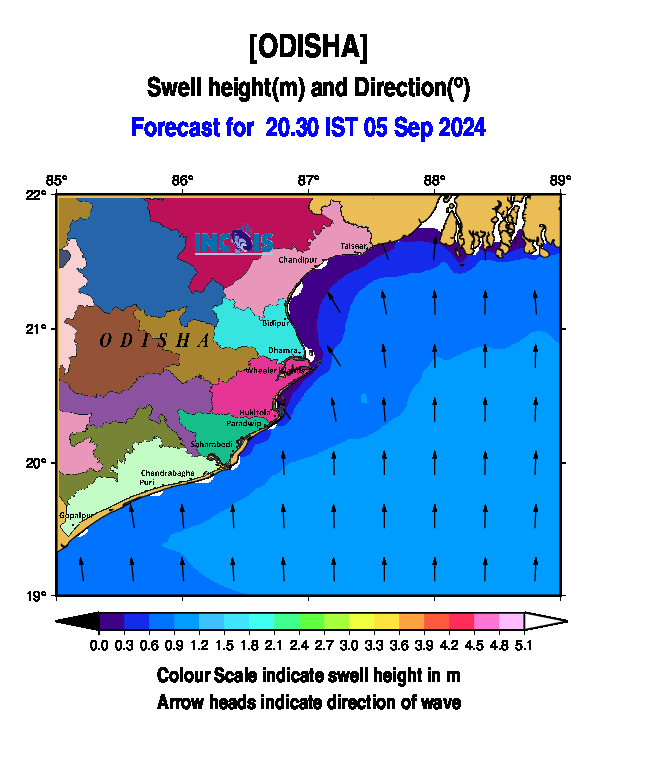 [ODISHA]
Swell height(m) and Direction(º)
Forecast for 20.30 IST 05 Sep 2024
85° 86° 87° 88° 89°
22°
INCOIS
Talsear
Chandipur
21°
Bidipur
ODISHA
Dhamra
Wheeler
Hukitola
Paradwip
Saharabedi
20°
Chandrabagha
Puri
Gopalpur
19°
0.0 0.3 0.6 0.9 1.2 1.5 1.8 2.1 2.4 2.7 3.0 3.3 3.6 3.9 4.2 4.5 4.8 5.1
Colour Scale indicate swell height in m
Arrow heads indicate direction of wave